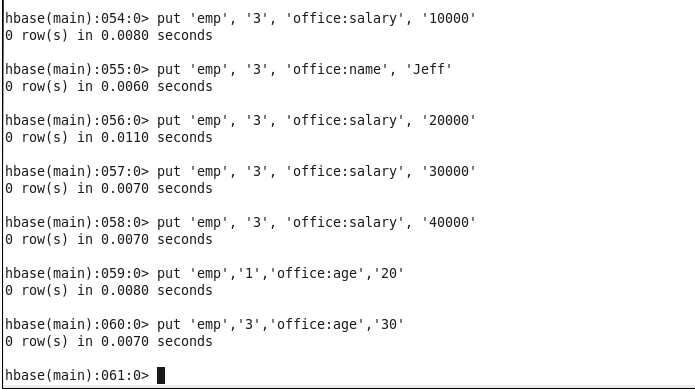 hbase(main):054:0> put 'emp', '3', 'office:salary', '10000'
0 row(s) in 0.0080 seconds
hbase(main):055:0> put 'emp', '3', 'office:name', 'Jeff'
0 row(s) in 0.0060 seconds
hbase(main):056:0> put 'emp', '3', 'office:salary', '20000'
0 row(s) in 0.0110 seconds
hbase(main):057:0> put 'emp', '3', 'office:salary', '30000'
0 row(s) in 0.0070 seconds
hbase(main):058:0> put 'emp', '3', 'office:salary', '40000'
0 row(s) in 0.0070 seconds
hbase(main):059:0> put 'emp','1','office:age','20'
0 row(s) in 0.0080 seconds
hbase(main):060:0> put 'emp','3','office:age','30'
0 row(s) in 0.0070 seconds
hbase(main):061:0>